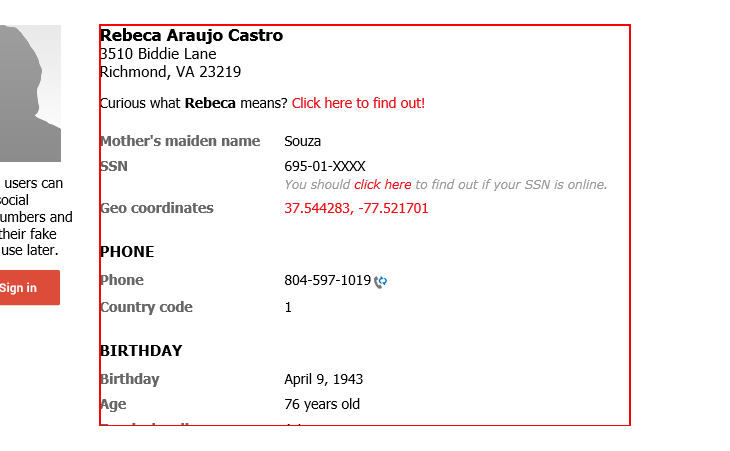 Rebeca Araujo Castro
3510 Biddie Lane
Richmond, VA 23219
Curious what Rebeca means? Click here to find out!
Mother's maiden name Souza
SSN 695-01-XXXX
You should click here to find out if your SSN is online.
Geo coordinates 37.544283, -77.521701
PHONE
Phone 804-597-1019
Country code 1
BIRTHDAY
Birthday April 9, 1943
Age 76 years old
users can
ocial
umbers and
their fake
use later.
Sign in